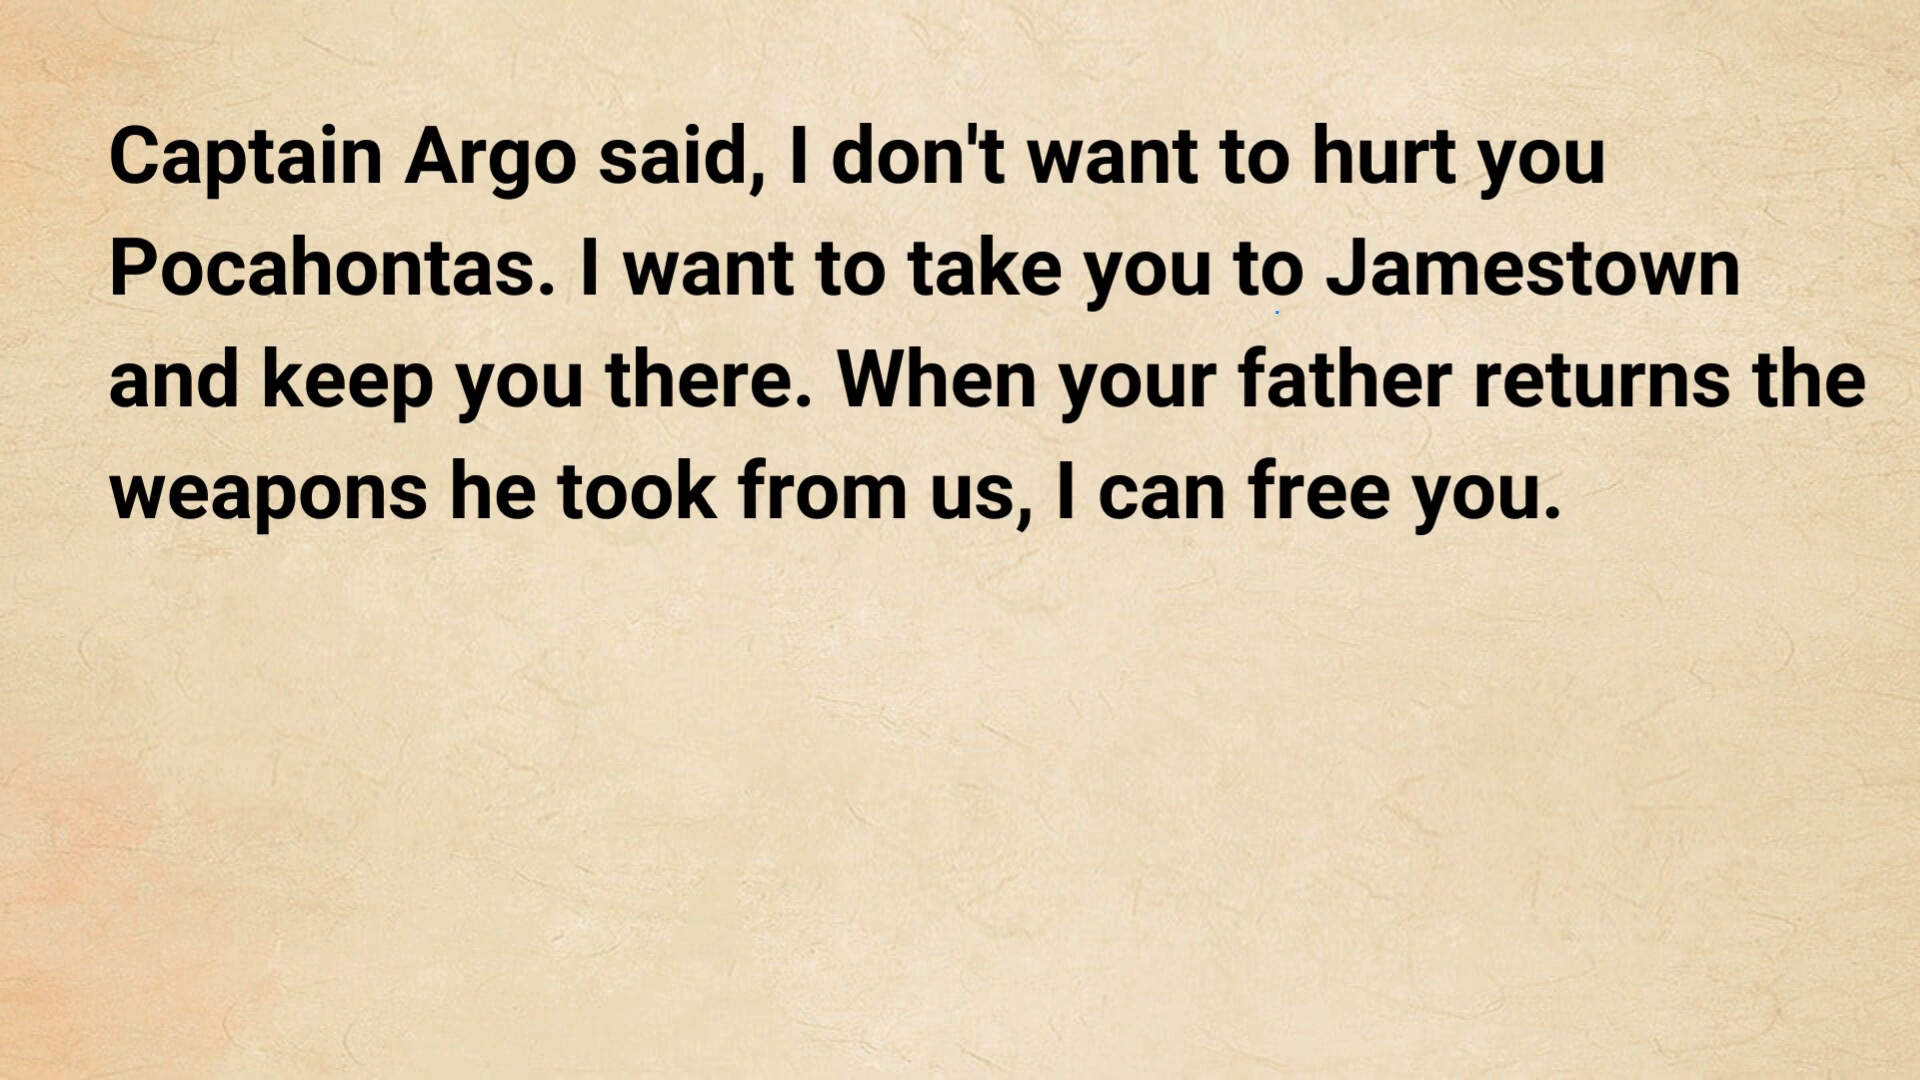 Captain Argo said, I don't want to hurt you
Pocahontas. I want to take you to Jamestown
and keep you there. When your father returns the
weapons he took from us, I can free you.